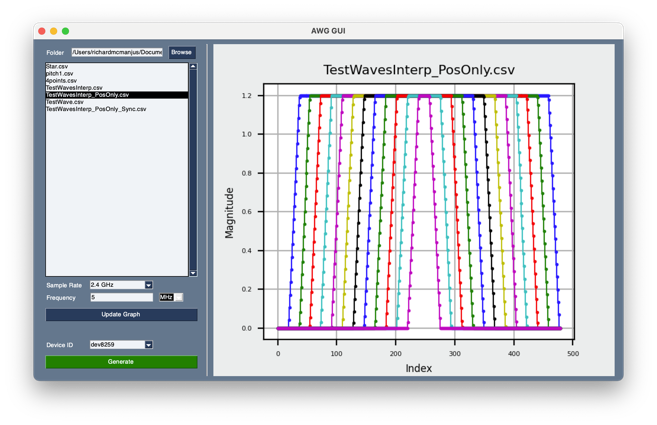 AWG GUI
Folder /Users/richardmcmanjus/Docume Browse
Star.csv
pitch1.csv
4points.csv
TestWavesInterp.csv
TestWavesInterp_PosOnly.csv
TestWave.csv
TestWavesInterp_PosOnly_Sync.csv
Sample Rate 2.4 GHz
Frequency 5 MHz
Update Graph
Device ID dev8259
Generate
TestWavesInterp_PosOnly.csv
Magnitude
1.2
1.0
0.8
0.6
0.4
0.2
0.0
0 100 200 300 400 500
Index